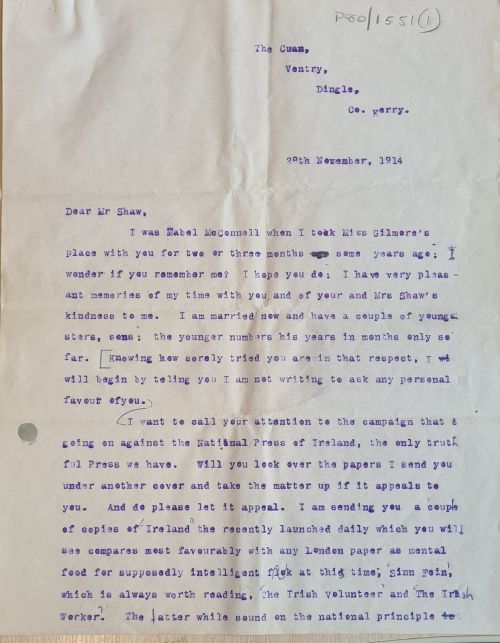 P80/1551(1)
The Cuan,
Ventry,
Dingle,
Co. Kerry.
28th November, 1914
Dear Mr Shaw,
I was Mabel McConnell when I took Miss Gilmore's
place with you for two or three months some years ago; I
wonder if you remember me? I hope you do; I have very pleas-
ant memories of my time with you and of your and Mrs Shaw's
kindness to me. I am married now and have a couple of young-
sters, sons; the younger numbers his years in months only so
far. [Knowing how sorely tried you are in that respect, I
will begin by teling you I am not writing to ask any personal
favour ofyou.
I want to call your attention to the campaign that is
going on against the National Press of Ireland, the only truth
ful Press we have. Will you look over the papers I send you
under another cover and take the matter up if it appeals to
you. And do please let it appeal. I am sending you a couple
of copies of 'Ireland' the recently launched daily which you will
see compares most favourably with any London paper as mental
food for supposedly intelligent folk at this time, 'Sinn Fein',
which is always worth reading, 'The Irish Volunteer' and 'The Irish
Worker.' The latter while sound on the national principle